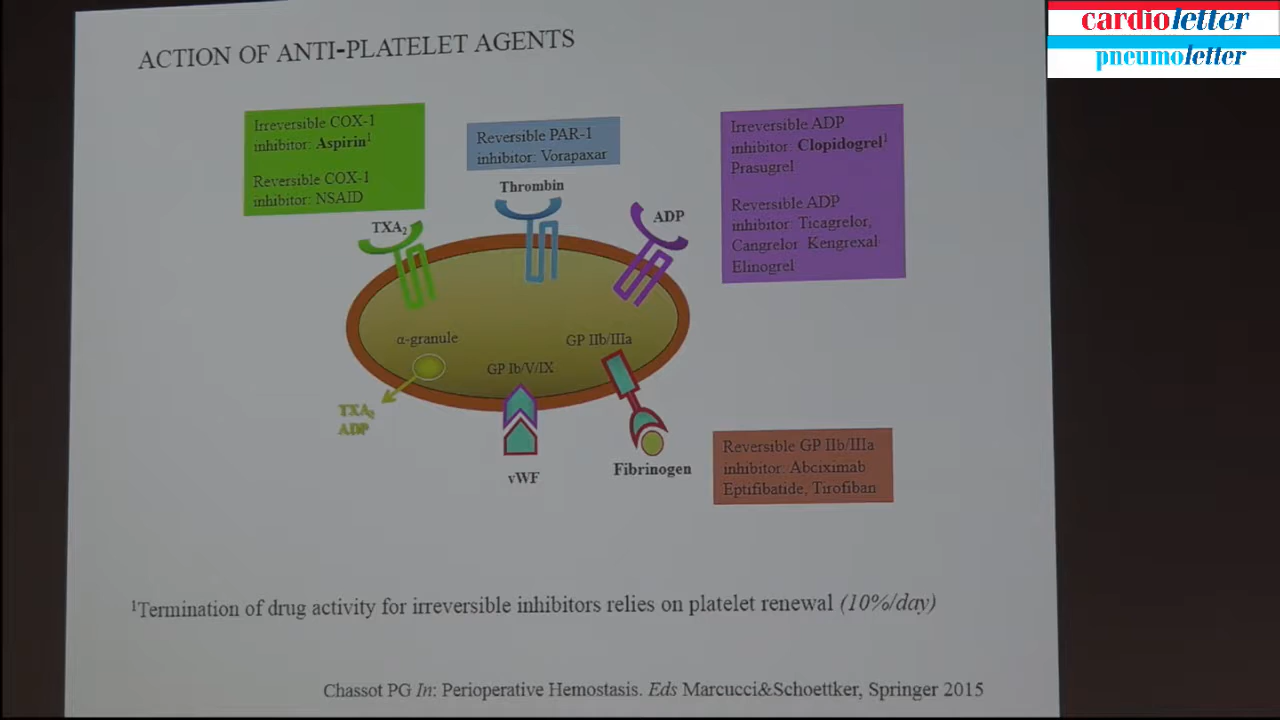 cardioletter
pneumoletter
ACTION OF ANTI-PLATELET AGENTS
Irreversible COX-1
inhibitor: Aspirin¹
Reversible COX-1
inhibitor: NSAID
Reversible PAR-1
inhibitor: Vorapaxar
Irreversible ADP
inhibitor: Clopidogrel¹
Prasugrel
Reversible ADP
inhibitor: Ticagrelor,
Cangrelor Kengrexal
Elinogrel
Thrombin
TXA₂
ADP
α-granule
GP IIb/IIIa
GP Ib/V/IX
TXA₂
ADP
vWF
Fibrinogen
Reversible GP IIb/IIIa
inhibitor: Abciximab
Eptifibatide, Tirofiban
¹Termination of drug activity for irreversible inhibitors relies on platelet renewal (10%/day)
Chassot PG In: Perioperative Hemostasis. Eds Marcucci&Schoettker, Springer 2015